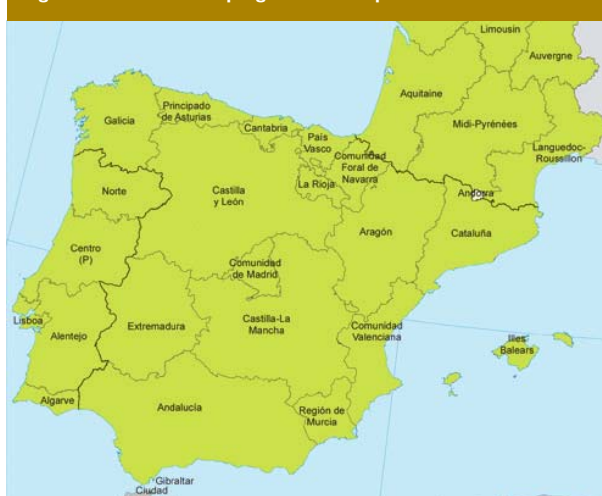 Limousin
Auvergne
Aquitaine
Midi-Pyrénées
Languedoc-
Roussillon
Galicia
Principado
de Asturias
Cantabria
País
Vasco
Comunidad
Foral de
Navarra
La Rioja
Andorra
Norte
Castilla
y León
Aragón
Cataluña
Centro
(P)
Comunidad
de Madrid
Lisboa
Alentejo
Extremadura
Castilla-La
Mancha
Comunidad
Valenciana
Illes
Balears
Algarve
Andalucía
Región de
Murcia
Gibraltar
Ciudad